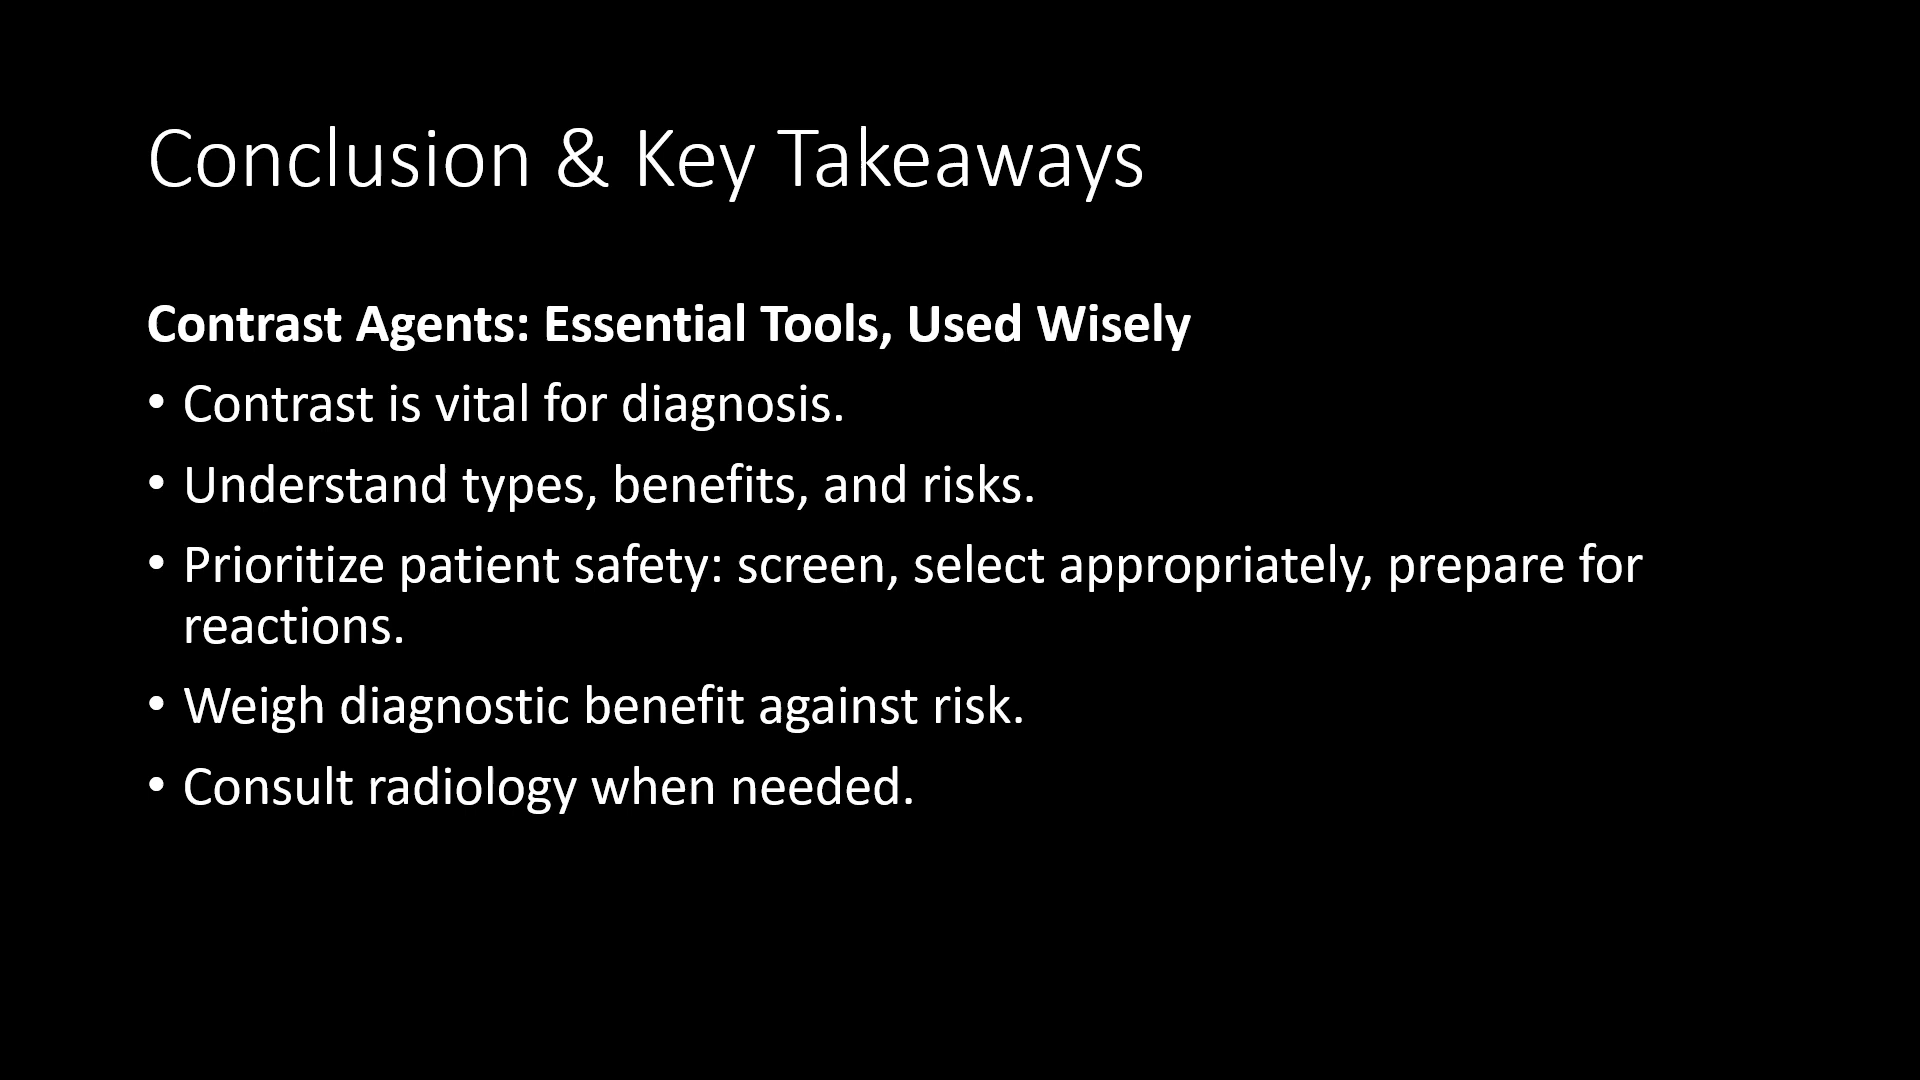 Conclusion & Key Takeaways
Contrast Agents: Essential Tools, Used Wisely
• Contrast is vital for diagnosis.
• Understand types, benefits, and risks.
• Prioritize patient safety: screen, select appropriately, prepare for
reactions.
• Weigh diagnostic benefit against risk.
• Consult radiology when needed.